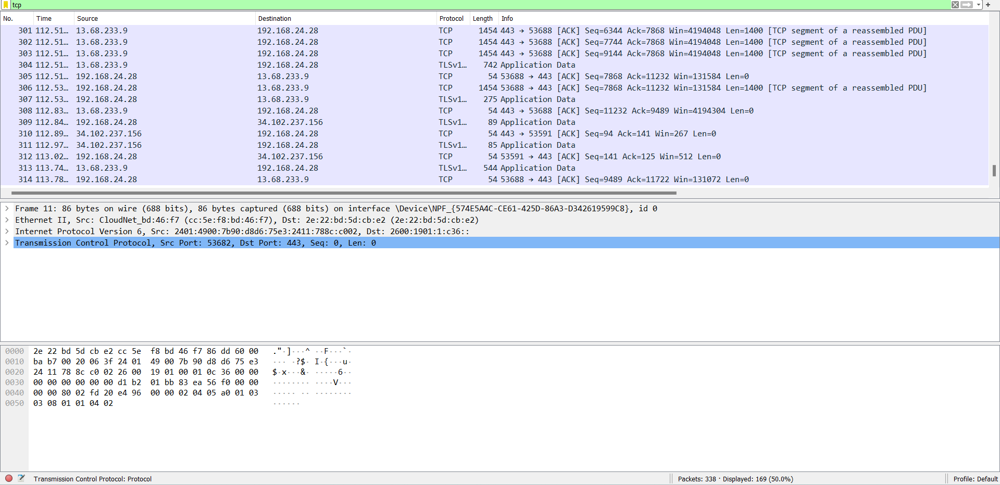 tcp
No. Time Source Destination Protocol Length Info
301 112.51… 13.68.233.9 192.168.24.28 TCP 1454 443 → 53688 [ACK] Seq=6344 Ack=7868 Win=4194048 Len=1400 [TCP segment of a reassembled PDU]
302 112.51… 13.68.233.9 192.168.24.28 TCP 1454 443 → 53688 [ACK] Seq=7744 Ack=7868 Win=4194048 Len=1400 [TCP segment of a reassembled PDU]
303 112.51… 13.68.233.9 192.168.24.28 TCP 1454 443 → 53688 [ACK] Seq=9144 Ack=7868 Win=4194048 Len=1400 [TCP segment of a reassembled PDU]
304 112.51… 13.68.233.9 192.168.24.28 TLSv1… 742 Application Data
305 112.51… 192.168.24.28 13.68.233.9 TCP 54 53688 → 443 [ACK] Seq=7868 Ack=11232 Win=131584 Len=0
306 112.53… 192.168.24.28 13.68.233.9 TCP 1454 53688 → 443 [ACK] Seq=7868 Ack=11232 Win=131584 Len=1400 [TCP segment of a reassembled PDU]
307 112.53… 192.168.24.28 13.68.233.9 TLSv1… 275 Application Data
308 112.83… 13.68.233.9 192.168.24.28 TCP 54 443 → 53688 [ACK] Seq=11232 Ack=9489 Win=4194304 Len=0
309 112.84… 192.168.24.28 34.102.237.156 TLSv1… 89 Application Data
310 112.89… 34.102.237.156 192.168.24.28 TCP 54 443 → 53591 [ACK] Seq=94 Ack=141 Win=267 Len=0
311 112.97… 34.102.237.156 192.168.24.28 TLSv1… 85 Application Data
312 113.02… 192.168.24.28 34.102.237.156 TCP 54 53591 → 443 [ACK] Seq=141 Ack=125 Win=512 Len=0
313 113.74… 13.68.233.9 192.168.24.28 TLSv1… 544 Application Data
314 113.78… 192.168.24.28 13.68.233.9 TCP 54 53688 → 443 [ACK] Seq=9489 Ack=11722 Win=131072 Len=0
Frame 11: 86 bytes on wire (688 bits), 86 bytes captured (688 bits) on interface \Device\NPF_{574E5A4C-CE61-425D-86A3-D342619599C8}, id 0
Ethernet II, Src: CloudNet_bd:46:f7 (cc:5e:f8:bd:46:f7), Dst: 2e:22:bd:5d:cb:e2 (2e:22:bd:5d:cb:e2)
Internet Protocol Version 6, Src: 2401:4900:7b90:d8d6:75e3:2411:788c:c002, Dst: 2600:1901:1:c36::
Transmission Control Protocol, Src Port: 53682, Dst Port: 443, Seq: 0, Len: 0
0000 2e 22 bd 5d cb e2 cc 5e f8 bd 46 f7 86 dd 60 00 ."·]···^ ··F···`·
0010 ba b7 00 20 06 3f 24 01 49 00 7b 90 d8 d6 75 e3 ··· ·?$· I·{···u·
0020 24 11 78 8c c0 02 26 00 19 01 00 01 0c 36 00 00 $·x···&· ·····6··
0030 00 00 00 00 00 00 d1 b2 01 bb 83 ea 56 f0 00 00 ········ ····V···
0040 00 00 80 02 fd 20 e4 96 00 00 02 04 05 a0 01 03 ····· ·· ········
0050 03 08 01 01 04 02 ······
Transmission Control Protocol: Protocol Packets: 338 · Displayed: 169 (50.0%) Profile: Default